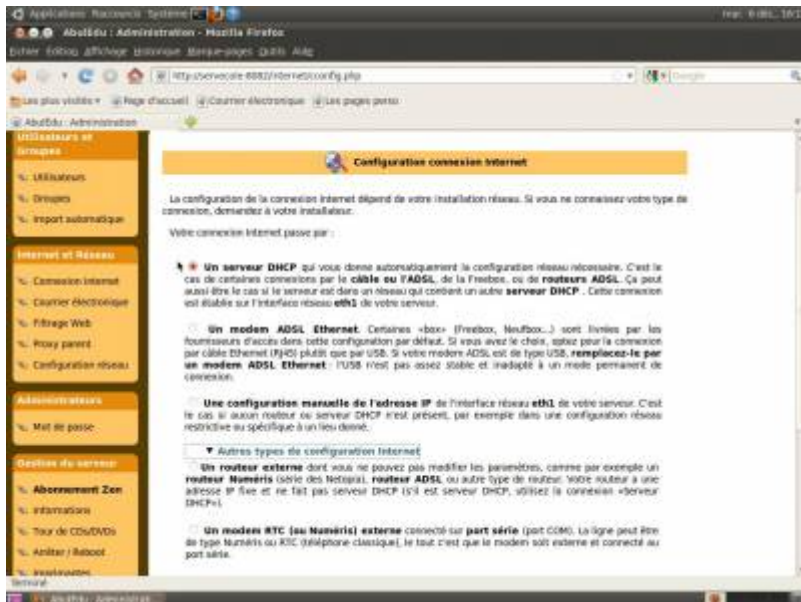 Applications Raccourcis Système
mar. 8 déc., 16:1
AbulEdu : Administration - Mozilla Firefox
Fichier Édition Affichage Historique Marque-pages Outils Aide
http://servecole:8082/internet/config.php
Google
Les plus visités
Page d'accueil
Courrier électronique
Les pages perso
AbulEdu : Administration
Utilisateurs et
Groupes
Utilisateurs
Groupes
Import automatique
Internet et Réseau
Connexion internet
Courrier électronique
Filtrage Web
Proxy parent
Configuration réseau
Administrateurs
Mot de passe
Gestion du serveur
Abonnement Zen
Informations
Tour de CDs/DVDs
Arrêter / Reboot
Imprimantes
Configuration connexion Internet
La configuration de la connexion internet dépend de votre installation réseau. Si vous ne connaissez votre type de
connexion, demandez à votre installateur.
Votre connexion Internet passe par :
Un serveur DHCP qui vous donne automatiquement la configuration réseau nécessaire. C'est le
cas de certaines connexions par le câble ou l'ADSL, de la Freebox, ou de routeurs ADSL. Ça peut
aussi être le cas si le serveur est dans un réseau qui contient un autre serveur DHCP . Cette connexion
est établie sur l'interface réseau eth1 de votre serveur.
Un modem ADSL Ethernet. Certaines «box» (Freebox, Neufbox...) sont livrées par les
fournisseurs d'accès dans cette configuration par défaut. Si vous avez le choix, optez pour la connexion
par câble Ethernet (RJ45) plutôt que par USB. Si votre modem ADSL est de type USB, remplacez-le par
un modem ADSL Ethernet : l'USB n'est pas assez stable et inadapté à un mode permanent de
connexion.
Une configuration manuelle de l'adresse IP de l'interface réseau eth1 de votre serveur. C'est
le cas si aucun routeur ou serveur DHCP n'est présent, par exemple dans une configuration réseau
restrictive ou spécifique à un lieu donné.
▼ Autres types de configuration Internet
Un routeur externe dont vous ne pouvez pas modifier les paramètres, comme par exemple un
routeur Numéris (série des Netopia), routeur ADSL ou autre type de routeur. Votre routeur a une
adresse IP fixe et ne fait pas serveur DHCP (s'il est serveur DHCP, utilisez la connexion «Serveur
DHCP»).
Un modem RTC (ou Numéris) externe connecté sur port série (port COM). La ligne peut être
de type Numéris ou RTC (téléphone classique), le tout c'est que le modem soit externe et connecté au
port série.
Terminé
AbulEdu : Administrat...